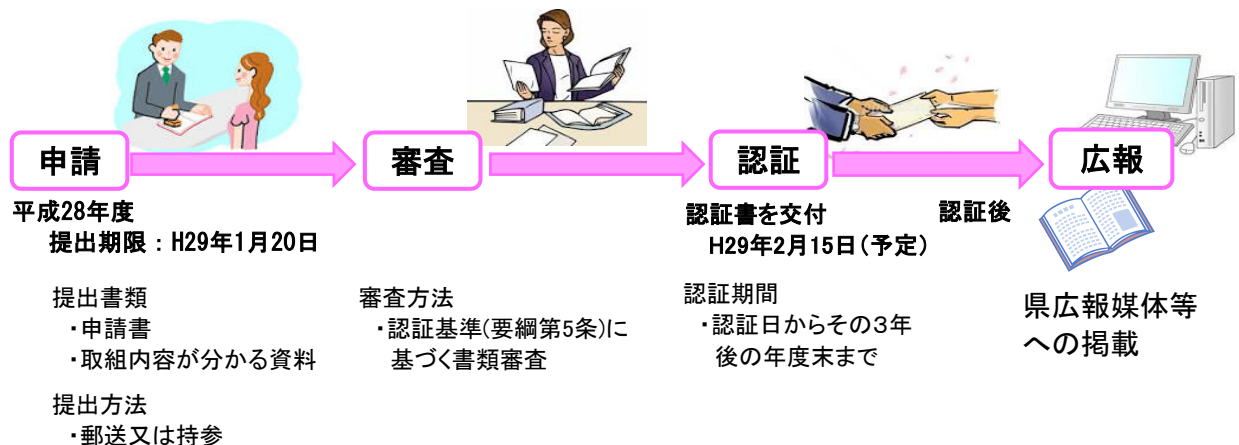 申請
平成28年度
提出期限：H29年1月20日
提出書類
・申請書
・取組内容が分かる資料
提出方法
・郵送又は持参
審査
審査方法
・認証基準(要綱第5条)に
基づく書類審査
認証
認証書を交付
H29年2月15日（予定）
認証期間
・認証日からその３年
後の年度末まで
認証後
広報
県広報媒体等
への掲載